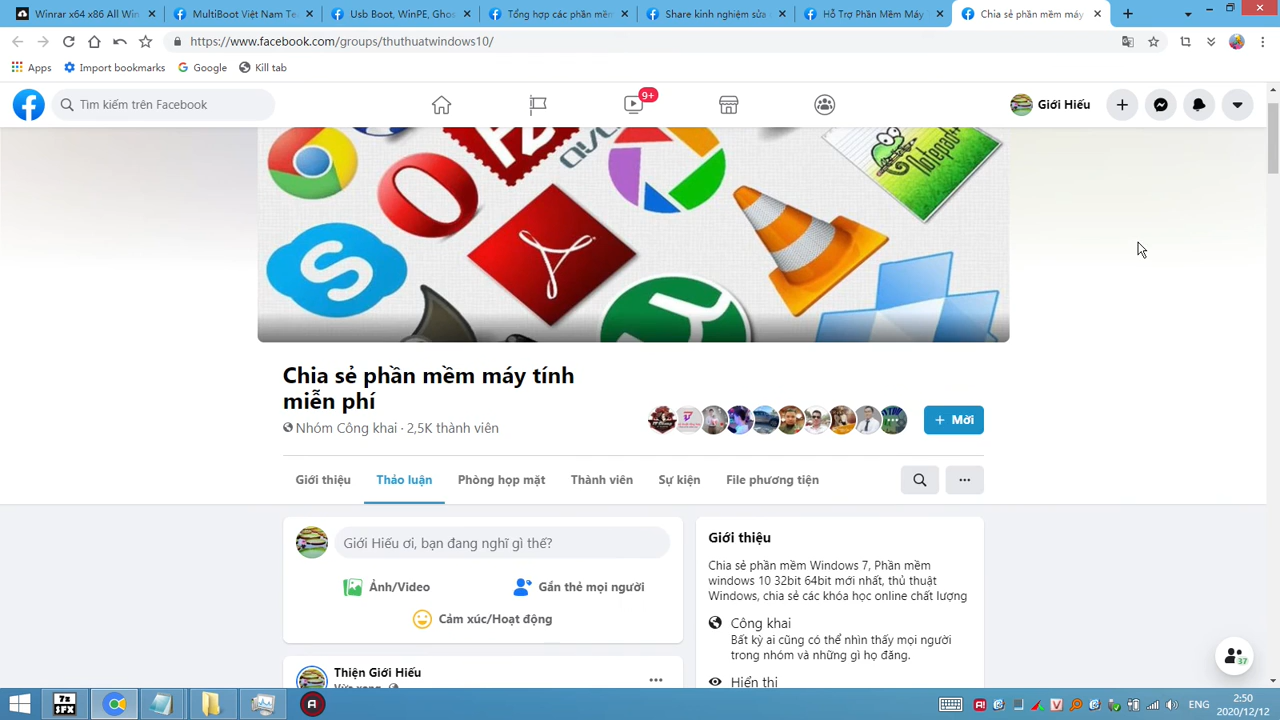 Winrar x64 x86 All Win
MultiBoot Việt Nam Te
Usb Boot, WinPE, Ghos
Tổng hợp các phần mềm
Share kinh nghiệm sửa
Hỗ Trợ Phần Mềm Máy
Chia sẻ phần mềm máy
https://www.facebook.com/groups/thuthuatwindows10/
Apps
Import bookmarks
Google
Kill tab
Tìm kiếm trên Facebook
9+
Giới Hiếu
Notepad++
Chia sẻ phần mềm máy tính
miễn phí
Nhóm Công khai · 2,5K thành viên
+ Mời
Giới thiệu
Thảo luận
Phòng họp mặt
Thành viên
Sự kiện
File phương tiện
Giới Hiếu ơi, bạn đang nghĩ gì thế?
Ảnh/Video
Gắn thẻ mọi người
Cảm xúc/Hoạt động
Thiện Giới Hiếu
Giới thiệu
Chia sẻ phần mềm Windows 7, Phần mềm
windows 10 32bit 64bit mới nhất, thủ thuật
Windows, chia sẻ các khóa học online chất lượng
Công khai
Bất kỳ ai cũng có thể nhìn thấy mọi người
trong nhóm và những gì họ đăng.
Hiển thị
37
7z
SFX
ENG
2:50
2020/12/12